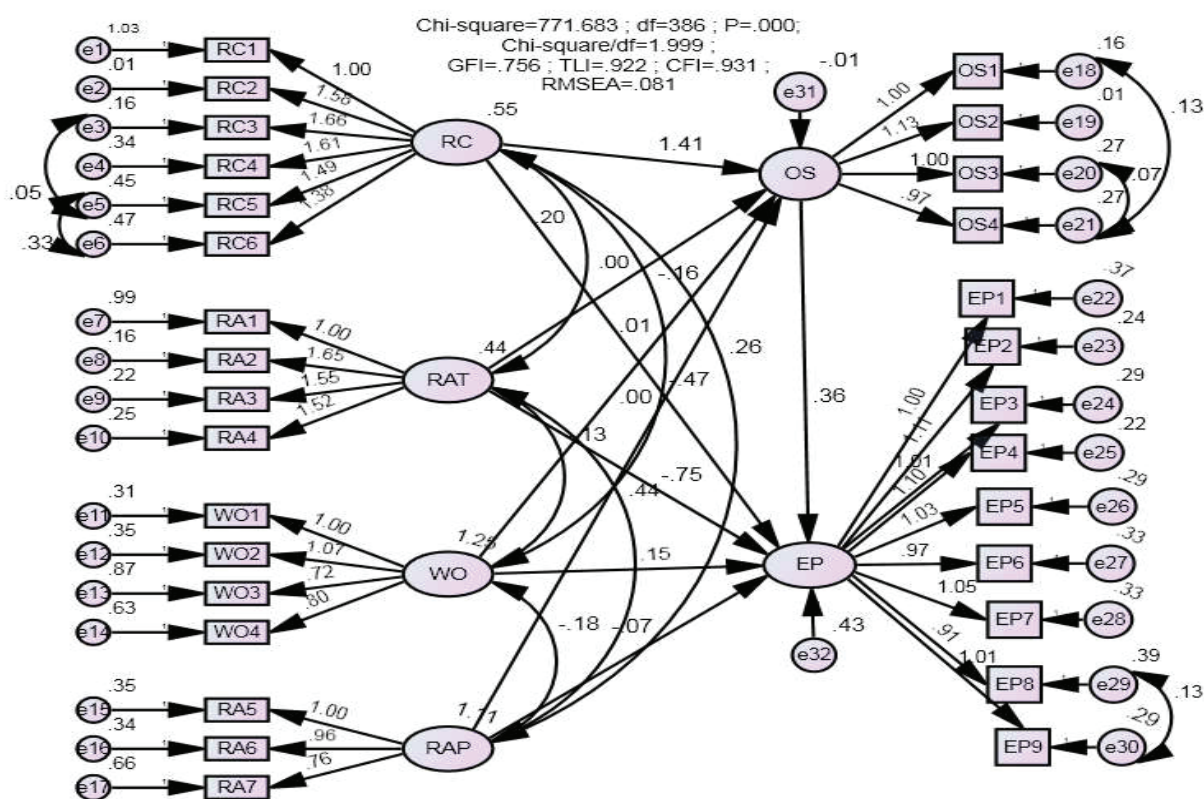 Chi-square=771.683 ; df=386 ; P=.000;
Chi-square/df=1.999 ;
GFI=.756 ; TLI=.922 ; CFI=.931 ;
RMSEA=.081
1.03
e1 RC1 1.00
.01
e2 RC2 1.58
.16
e3 RC3 1.66
.34
e4 RC4 1.61
.45
e5 RC5 1.49
.47
e6 RC6 1.38
.05
.33
RC .55
.99
e7 RA1 1.00
.16
e8 RA2 1.65
.22
e9 RA3 1.55
.25
e10 RA4 1.52
RAT .44
.31
e11 WO1 1.00
.35
e12 WO2 1.07
.87
e13 WO3 .72
.63
e14 WO4 .80
WO 1.25
.35
e15 RA5 1.00
.34
e16 RA6 .96
.66
e17 RA7 .76
RAP 1.11
1.41
.20
.00
-.16
.01
.26
.00
-.47
.13
-.75
.44
.15
-.18
-.07
.36
-.01
e31
OS
1.00 OS1 e18 .16
1.13 OS2 e19 .01
1.00 OS3 e20 .27
.97 OS4 e21 .27
.13
.07
EP
e32 .43
1.00 EP1 e22 .37
1.11 EP2 e23 .24
1.01 EP3 e24 .29
1.10 EP4 e25 .22
1.03 EP5 e26 .29
.97 EP6 e27 .33
1.05 EP7 e28 .33
.91 EP8 e29 .39
1.01 EP9 e30 .29
.13